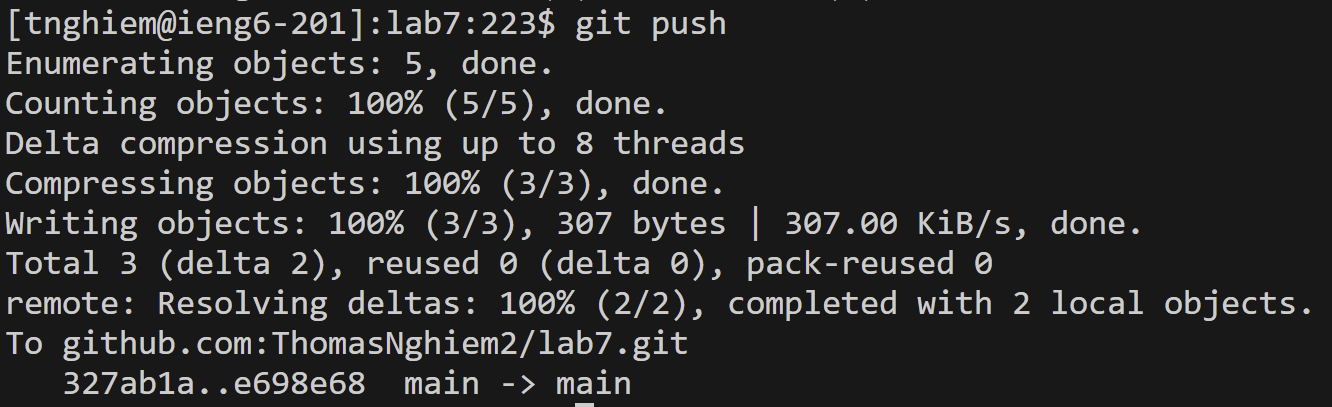 [tnghiem@ieng6-201]:lab7:223$ git push
Enumerating objects: 5, done.
Counting objects: 100% (5/5), done.
Delta compression using up to 8 threads
Compressing objects: 100% (3/3), done.
Writing objects: 100% (3/3), 307 bytes | 307.00 KiB/s, done.
Total 3 (delta 2), reused 0 (delta 0), pack-reused 0
remote: Resolving deltas: 100% (2/2), completed with 2 local objects.
To github.com:ThomasNghiem2/lab7.git
   327ab1a..e698e68  main -> main